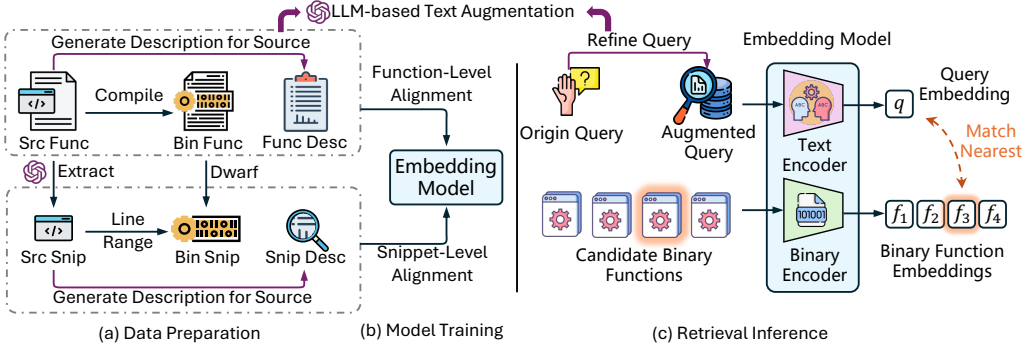 LLM-based Text Augmentation
Generate Description for Source
Compile
Src Func
Bin Func
Func Desc
Extract
Dwarf
Line
Range
Src Snip
Bin Snip
Snip Desc
Generate Description for Source
(a) Data Preparation
Function-Level
Alignment
Embedding
Model
Snippet-Level
Alignment
(b) Model Training
Refine Query
Origin Query
Augmented
Query
Candidate Binary
Functions
Embedding Model
ABC ABC
Text
Encoder
101001
Binary
Encoder
q
Query
Embedding
Match
Nearest
f1 f2 f3 f4
Binary Function
Embeddings
(c) Retrieval Inference